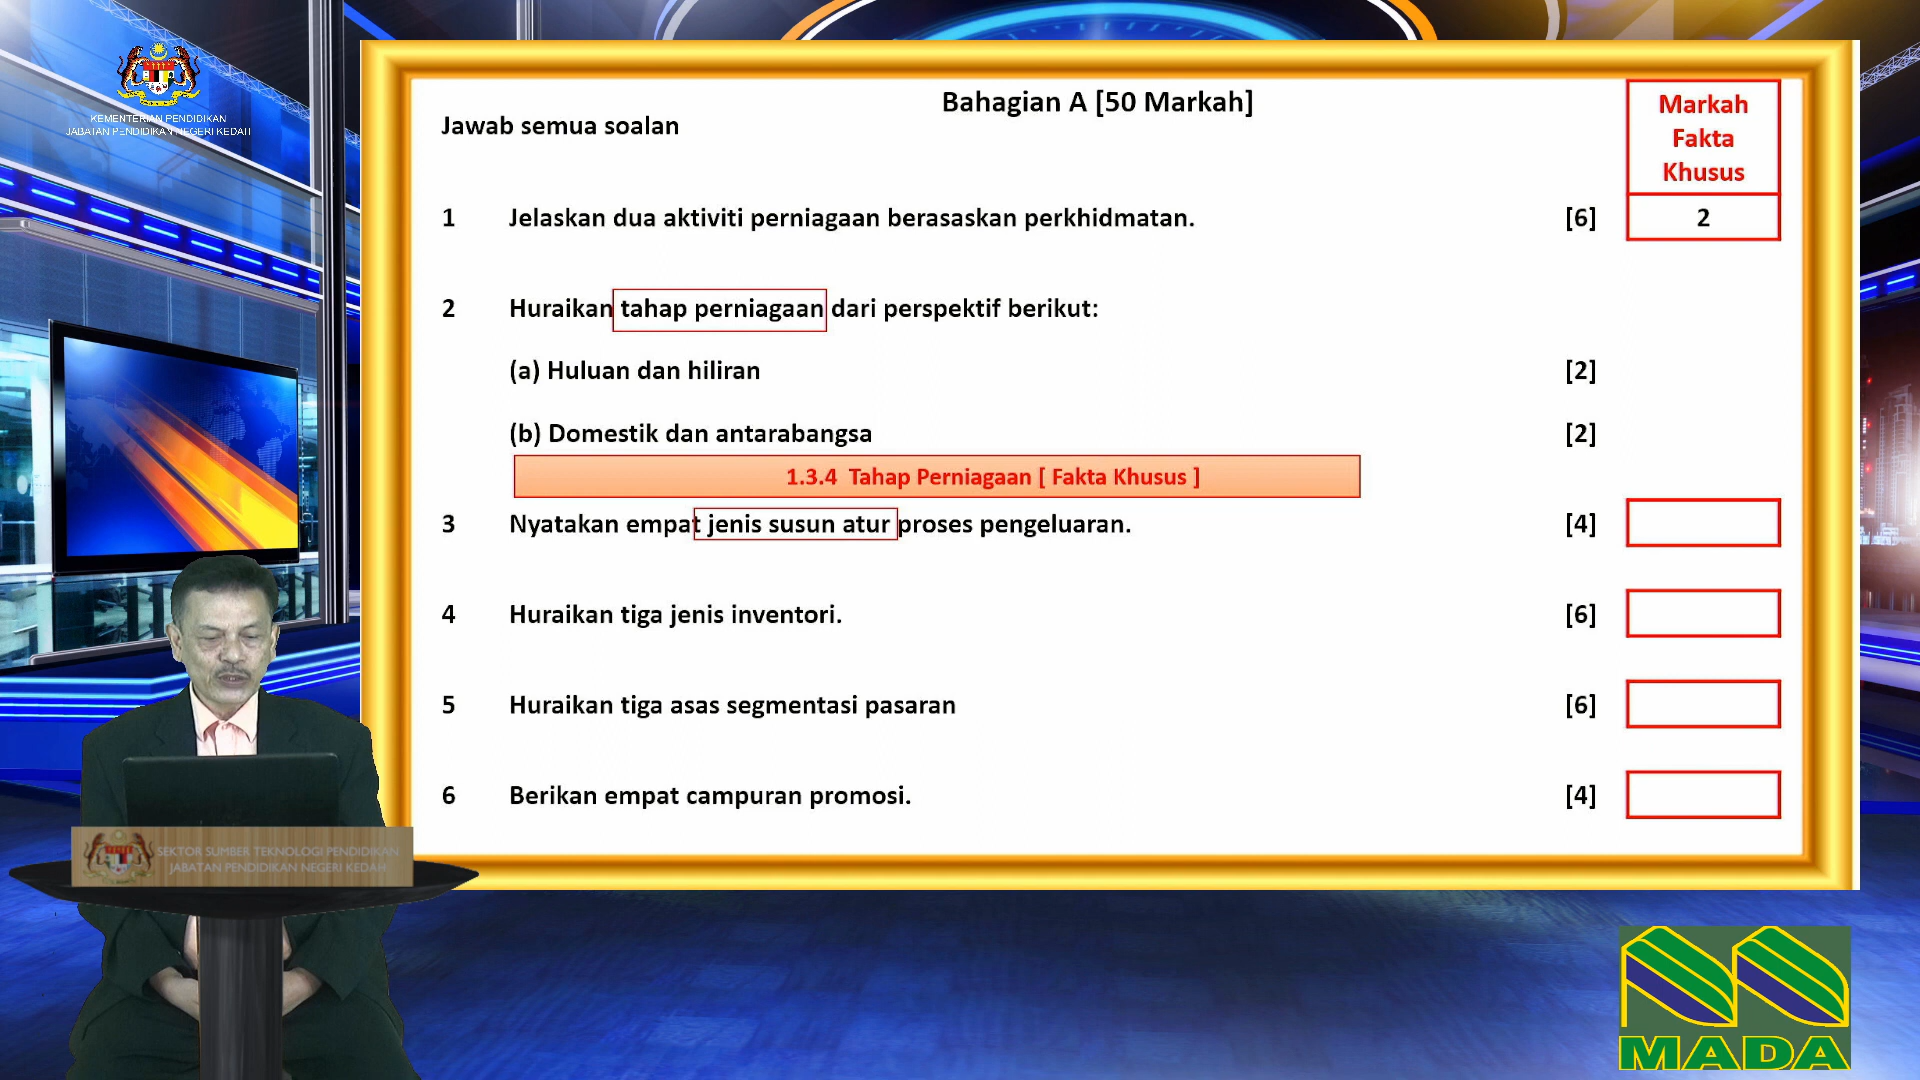 KEMENTERIAN PENDIDIKAN
JABATAN PENDIDIKAN NEGERI KEDAH
Bahagian A [50 Markah]
Jawab semua soalan
Markah
Fakta
Khusus
1 Jelaskan dua aktiviti perniagaan berasaskan perkhidmatan. [6] 2
2 Huraikan tahap perniagaan dari perspektif berikut:
(a) Huluan dan hiliran [2]
(b) Domestik dan antarabangsa [2]
1.3.4 Tahap Perniagaan [ Fakta Khusus ]
3 Nyatakan empat jenis susun atur proses pengeluaran. [4]
4 Huraikan tiga jenis inventori. [6]
5 Huraikan tiga asas segmentasi pasaran [6]
6 Berikan empat campuran promosi. [4]
SEKTOR SUMBER TEKNOLOGI PENDIDIKAN
JABATAN PENDIDIKAN NEGERI KEDAH
MADA